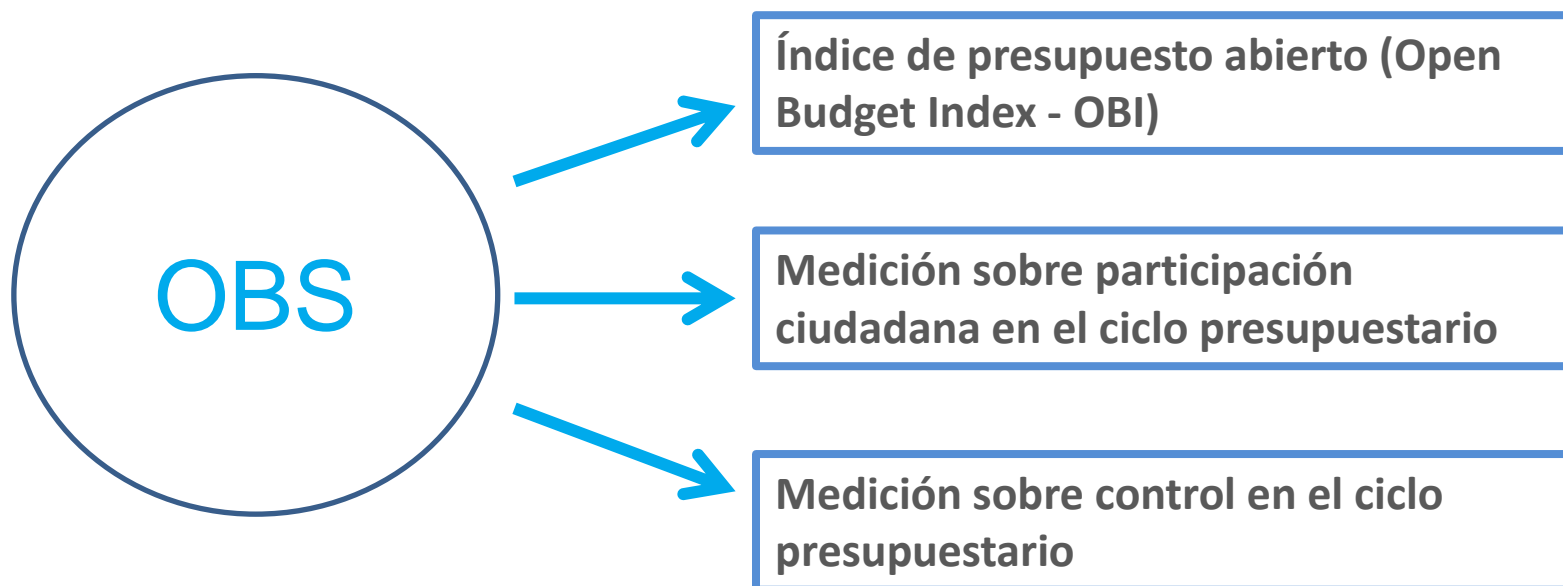 OBS
Índice de presupuesto abierto (Open
Budget Index - OBI)
Medición sobre participación
ciudadana en el ciclo presupuestario
Medición sobre control en el ciclo
presupuestario